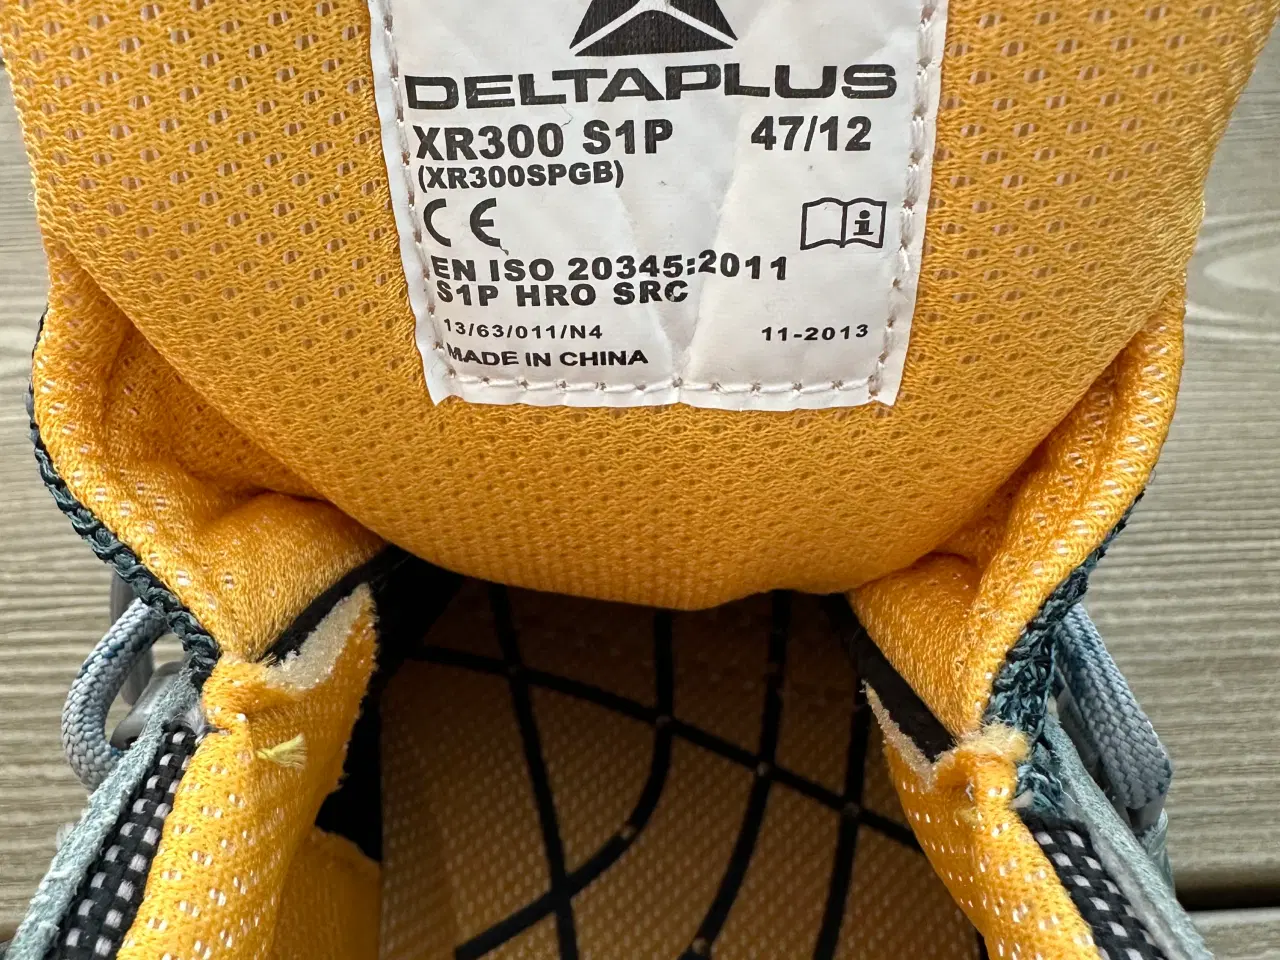 DELTAPLUS
XR300 S1P 47/12
(XR300SPGB)
CE i
EN ISO 20345:2011
S1P HRO SRC
13/63/011/N4 11-2013
MADE IN CHINA